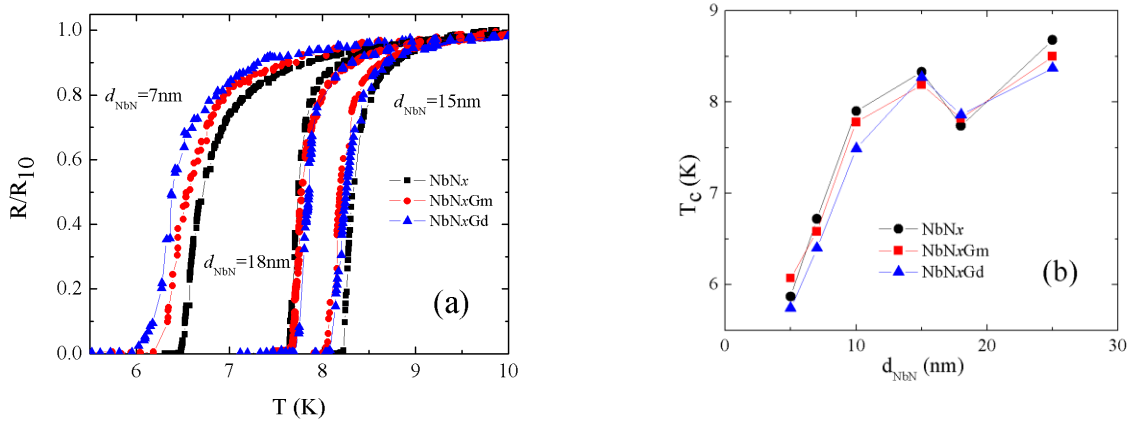 1.0
0.8
0.6
0.4
0.2
0.0
R/R10
6
7
8
9
10
T (K)
dNbN=7nm
dNbN=15nm
dNbN=18nm
NbNx
NbNxGm
NbNxGd
(a)
9
8
7
6
Tc (K)
0
10
20
30
dNbN (nm)
NbNx
NbNxGm
NbNxGd
(b)